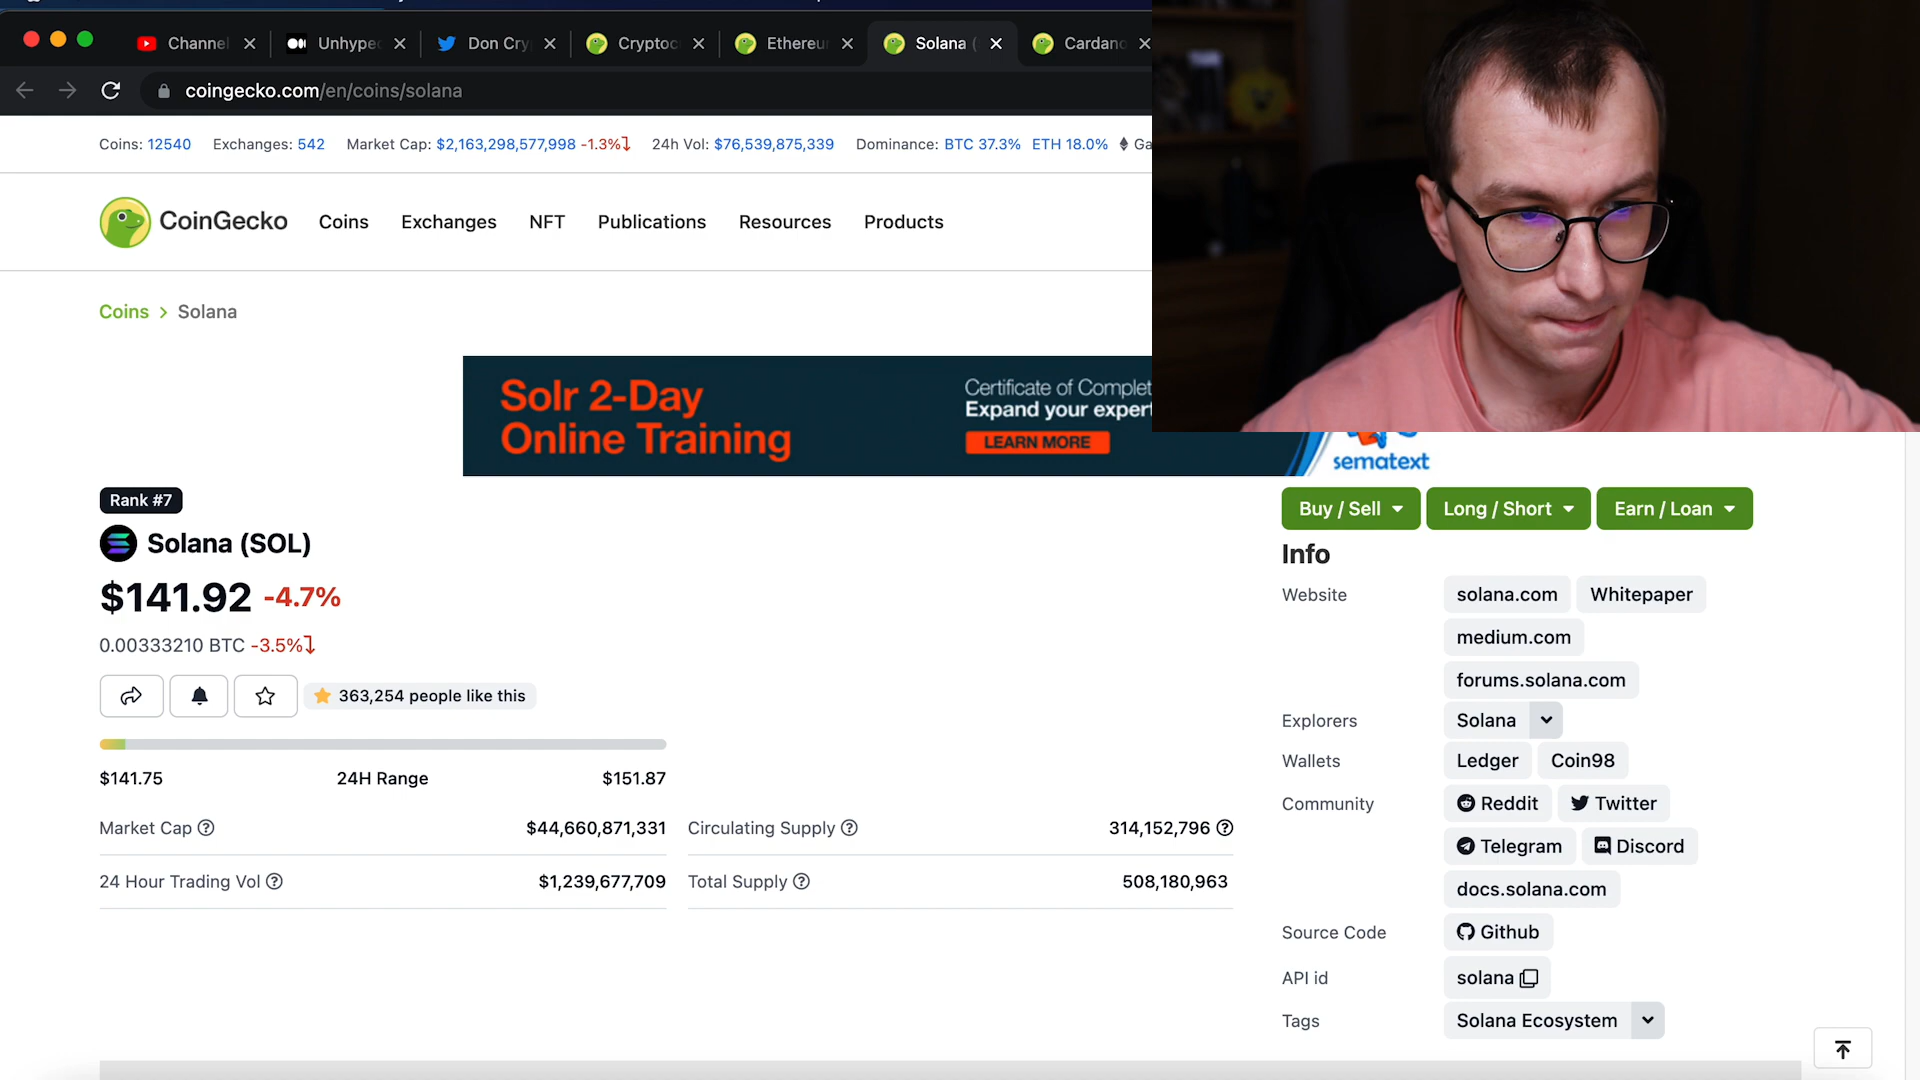 Channel
Unhype
Don Cry
Cryptoc
Ethereu
Solana (
Cardano
coingecko.com/en/coins/solana
Coins: 12540 Exchanges: 542 Market Cap: $2,163,298,577,998 -1.3% 24h Vol: $76,539,875,339 Dominance: BTC 37.3% ETH 18.0% Ga
CoinGecko
Coins Exchanges NFT Publications Resources Products
Coins > Solana
Solr 2-Day
Online Training
Certificate of Complet
Expand your expert
LEARN MORE
sematext
Rank #7
Solana (SOL)
$141.92 -4.7%
0.00333210 BTC -3.5%
363,254 people like this
$141.75 24H Range $151.87
Market Cap $44,660,871,331
Circulating Supply 314,152,796
24 Hour Trading Vol $1,239,677,709
Total Supply 508,180,963
Buy / Sell Long / Short Earn / Loan
Info
Website solana.com Whitepaper
medium.com
forums.solana.com
Explorers Solana
Wallets Ledger Coin98
Community Reddit Twitter
Telegram Discord
docs.solana.com
Source Code Github
API id solana
Tags Solana Ecosystem